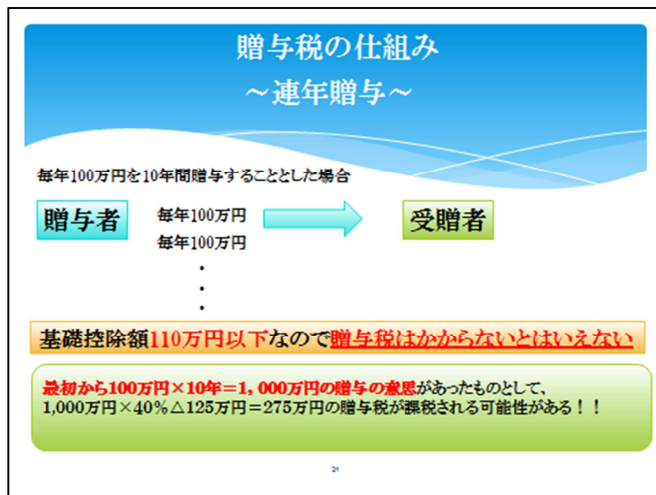 贈与税の仕組み
～連年贈与～
毎年100万円を10年間贈与することとした場合
贈与者
毎年100万円
毎年100万円
・
・
・
受贈者
基礎控除額110万円以下なので贈与税はかからないとはいえない
最初から100万円×10年＝1，000万円の贈与の意思があったものとして、
1,000万円×40％△125万円＝275万円の贈与税が課税される可能性がある！！